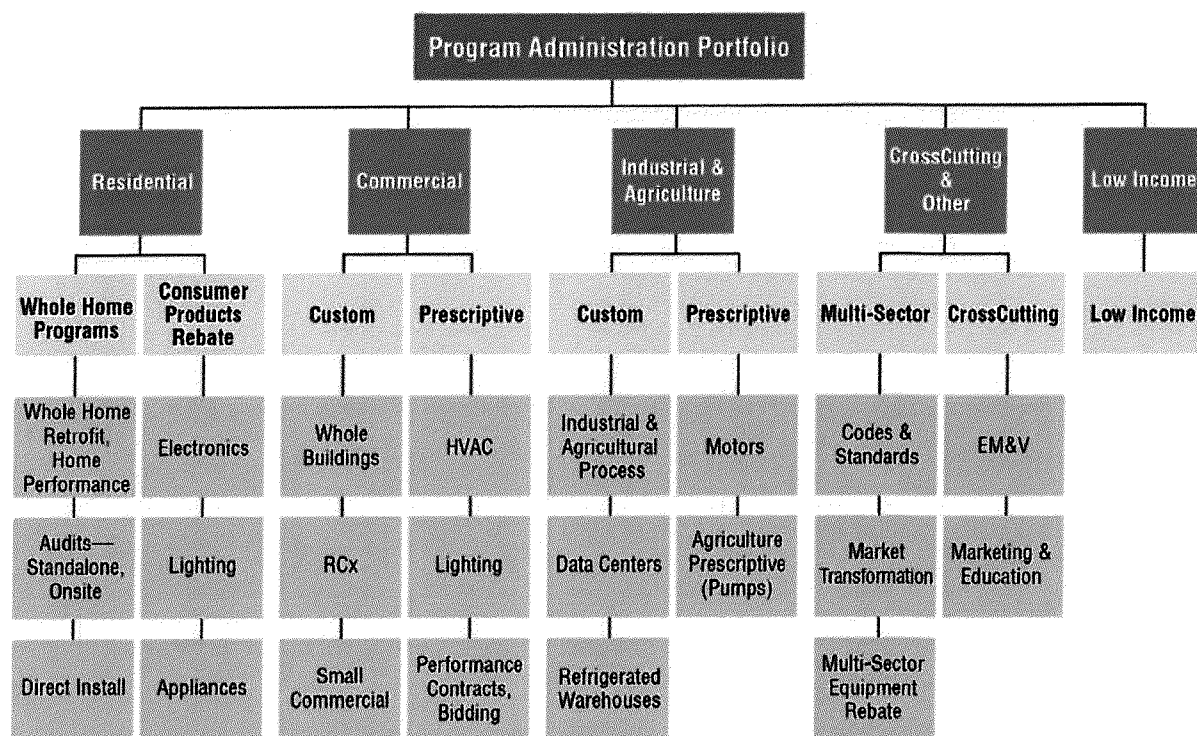 Program Administration Portfolio
Residential
Commercial
Industrial &
Agriculture
CrossCutting
&
Other
Low Income
Whole Home
Programs
Consumer
Products
Rebate
Custom
Prescriptive
Custom
Prescriptive
Multi-Sector
CrossCutting
Low Income
Whole Home
Retrofit,
Home
Performance
Electronics
Whole
Buildings
HVAC
Industrial &
Agricultural
Process
Motors
Codes &
Standards
EM&V
Audits—
Standalone,
Onsite
Lighting
RCx
Lighting
Data Centers
Agriculture
Prescriptive
(Pumps)
Market
Transformation
Marketing &
Education
Direct Install
Appliances
Small
Commercial
Performance
Contracts,
Bidding
Refrigerated
Warehouses
Multi-Sector
Equipment
Rebate